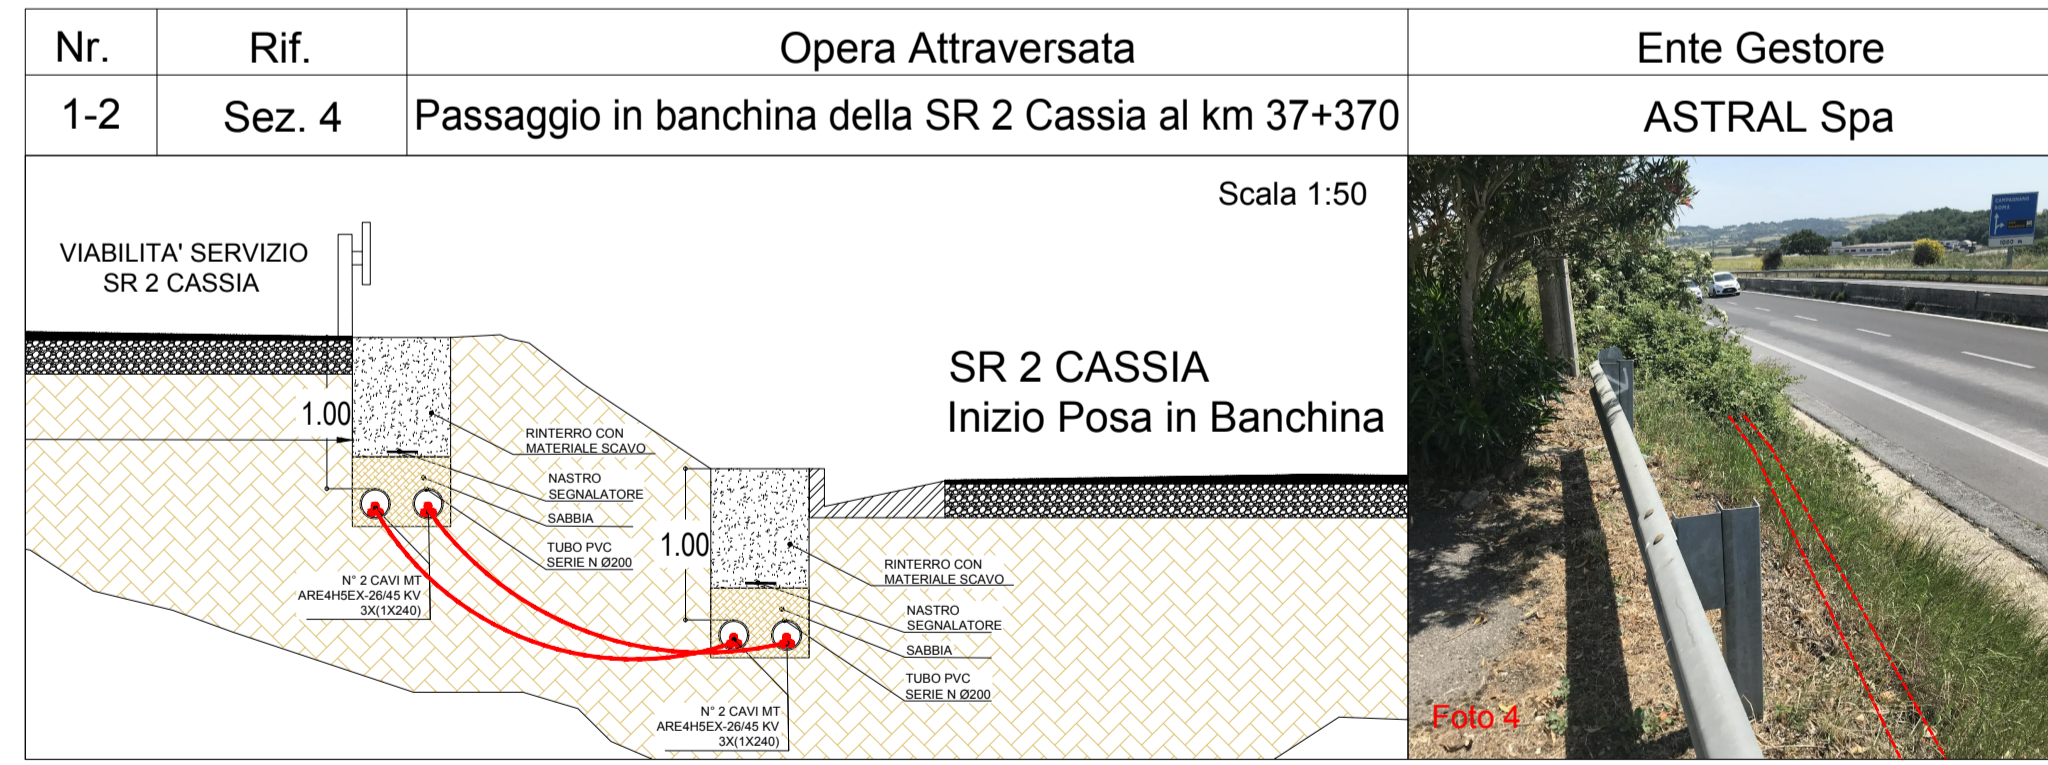 Nr.
Rif.
Opera Attraversata
Ente Gestore
1-2
Sez. 4
Passaggio in banchina della SR 2 Cassia al km 37+370
ASTRAL Spa
Scala 1:50
VIABILITA' SERVIZIO
SR 2 CASSIA
SR 2 CASSIA
Inizio Posa in Banchina
1.00
RINTERRO CON
MATERIALE SCAVO
NASTRO
SEGNALATORE
SABBIA
TUBO PVC
SERIE N Ø200
N° 2 CAVI MT
ARE4H5EX-26/45 KV
3X(1X240)
1.00
RINTERRO CON
MATERIALE SCAVO
NASTRO
SEGNALATORE
SABBIA
TUBO PVC
SERIE N Ø200
N° 2 CAVI MT
ARE4H5EX-26/45 KV
3X(1X240)
CAMPAGNANO
ROMA
1000 m
Foto 4